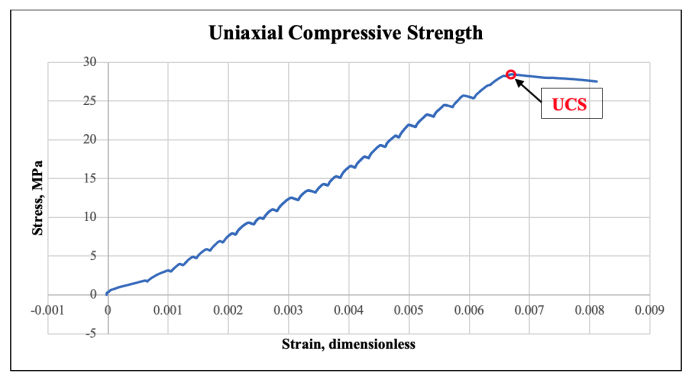 Uniaxial Compressive Strength
30
25
20
15
10
5
0
-5
Stress, MPa
UCS
-0.001 0 0.001 0.002 0.003 0.004 0.005 0.006 0.007 0.008 0.009
Strain, dimensionless